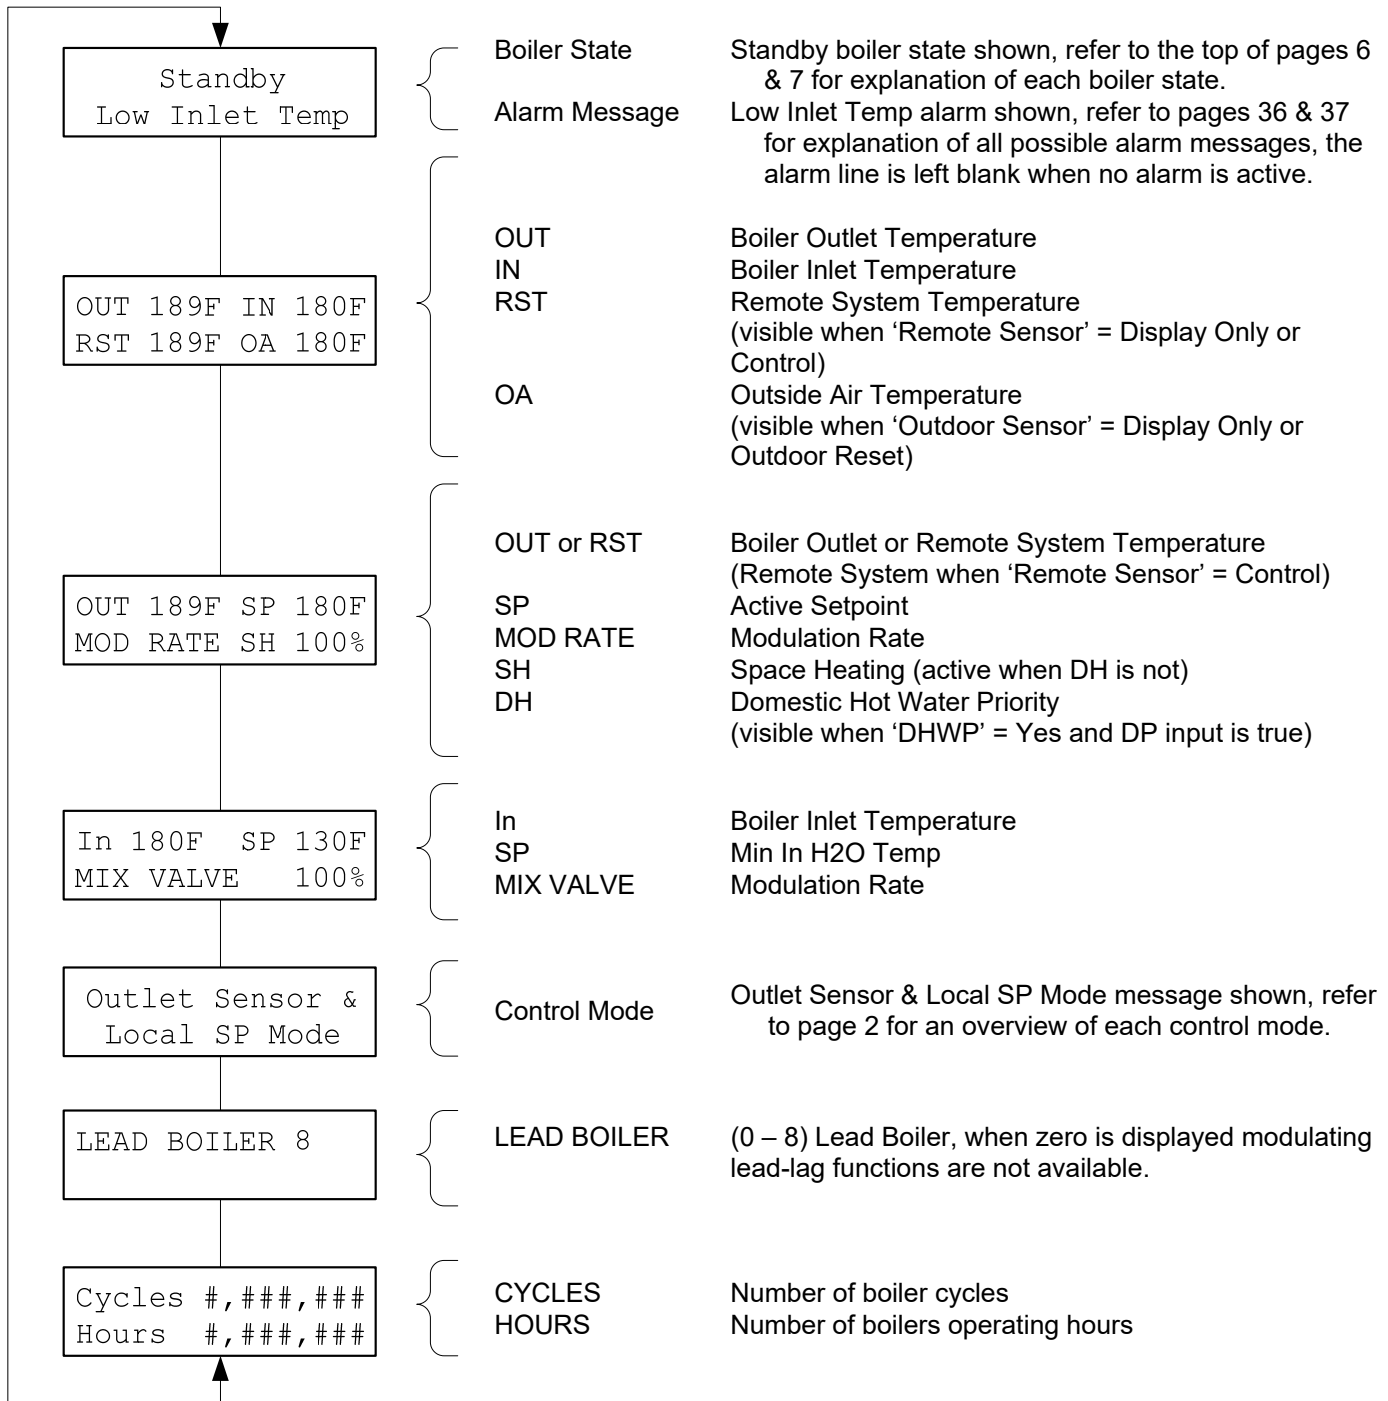 Standby
Low Inlet Temp
Boiler State Standby boiler state shown, refer to the top of pages 6
& 7 for explanation of each boiler state.
Alarm Message Low Inlet Temp alarm shown, refer to pages 36 & 37
for explanation of all possible alarm messages, the
alarm line is left blank when no alarm is active.
OUT 189F IN 180F
RST 189F OA 180F
OUT Boiler Outlet Temperature
IN Boiler Inlet Temperature
RST Remote System Temperature
(visible when ‘Remote Sensor’ = Display Only or
Control)
OA Outside Air Temperature
(visible when ‘Outdoor Sensor’ = Display Only or
Outdoor Reset)
OUT 189F SP 180F
MOD RATE SH 100%
OUT or RST Boiler Outlet or Remote System Temperature
(Remote System when ‘Remote Sensor’ = Control)
SP Active Setpoint
MOD RATE Modulation Rate
SH Space Heating (active when DH is not)
DH Domestic Hot Water Priority
(visible when ‘DHWP’ = Yes and DP input is true)
In 180F SP 130F
MIX VALVE 100%
In Boiler Inlet Temperature
SP Min In H2O Temp
MIX VALVE Modulation Rate
Outlet Sensor &
Local SP Mode
Control Mode Outlet Sensor & Local SP Mode message shown, refer
to page 2 for an overview of each control mode.
LEAD BOILER 8
LEAD BOILER (0 – 8) Lead Boiler, when zero is displayed modulating
lead-lag functions are not available.
Cycles #,###,###
Hours #,###,###
CYCLES Number of boiler cycles
HOURS Number of boilers operating hours